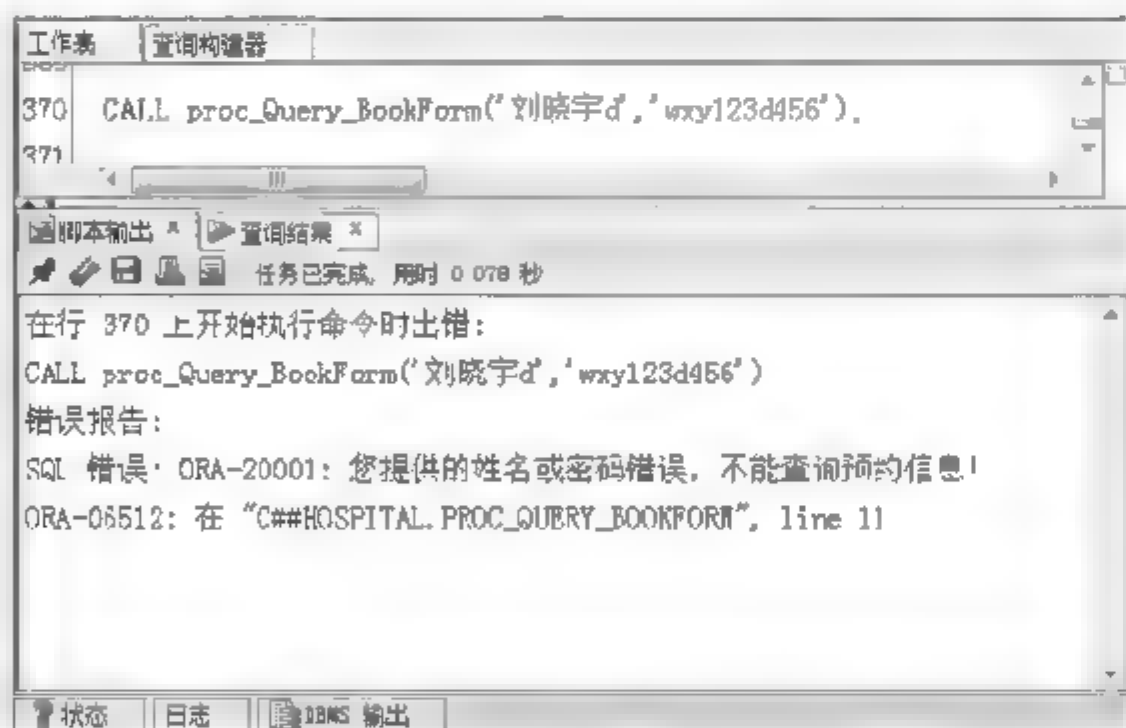 工作表 查询构建器
370 CALL proc_Query_BookForm('刘晓宇d','wxy123d456');
371
脚本输出 × 查询结果 ×
任务已完成, 用时 0.078 秒
在行 370 上开始执行命令时出错:
CALL proc_Query_BookForm('刘晓宇d','wxy123d456')
错误报告:
SQL 错误: ORA-20001: 您提供的姓名或密码错误, 不能查询预约信息!
ORA-06512: 在 "C##HOSPITAL.PROC_QUERY_BOOKFORM", line 11
状态 日志 DBMS 输出